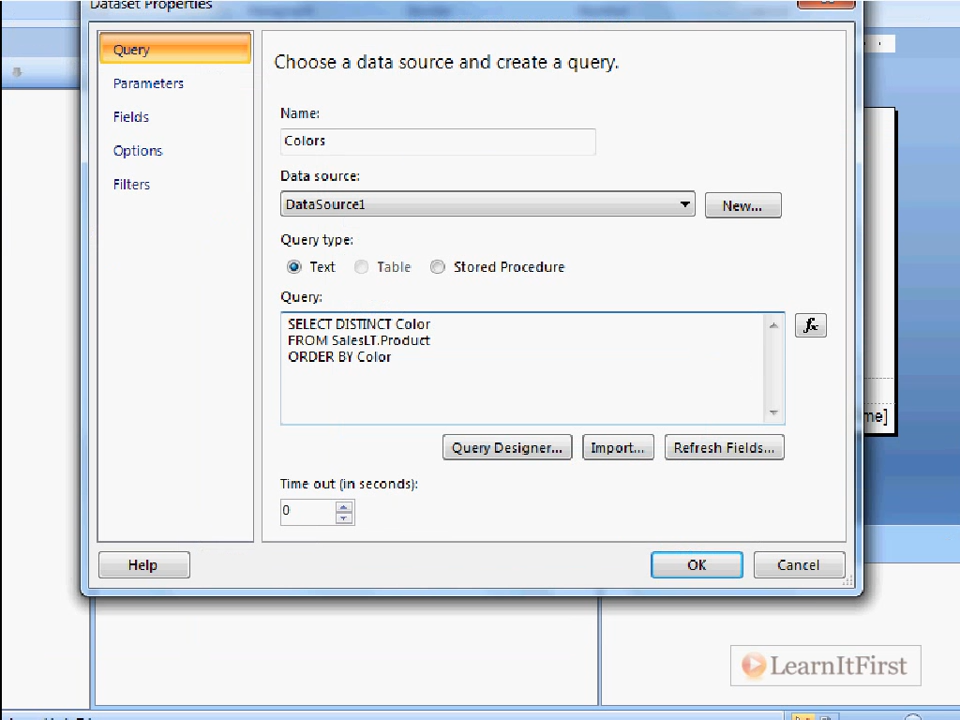 Dataset Properties
Query
Parameters
Fields
Options
Filters
Choose a data source and create a query.
Name:
Colors
Data source:
DataSource1
New...
Query type:
Text
Table
Stored Procedure
Query:
SELECT DISTINCT Color
FROM SalesLT.Product
ORDER BY Color
fx
me]
Query Designer...
Import...
Refresh Fields...
Time out (in seconds):
0
Help
OK
Cancel
LearnItFirst